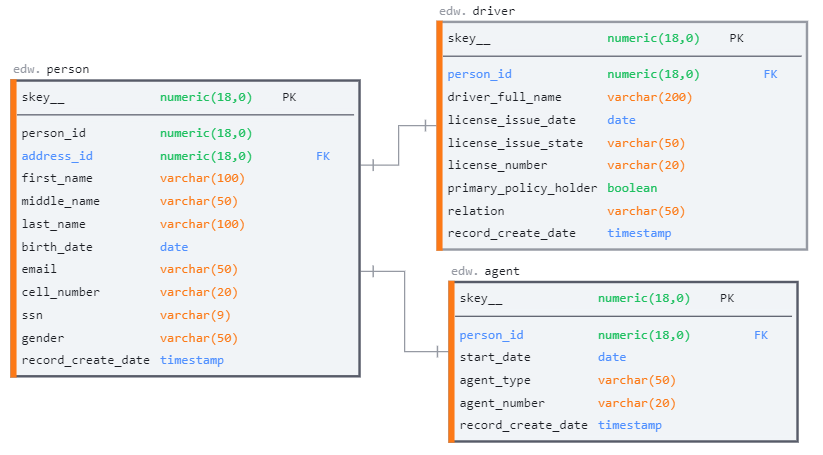 edw. person
skey__ numeric(18,0) PK
person_id numeric(18,0)
address_id numeric(18,0) FK
first_name varchar(100)
middle_name varchar(50)
last_name varchar(100)
birth_date date
email varchar(50)
cell_number varchar(20)
ssn varchar(9)
gender varchar(50)
record_create_date timestamp
edw. driver
skey__ numeric(18,0) PK
person_id numeric(18,0) FK
driver_full_name varchar(200)
license_issue_date date
license_issue_state varchar(50)
license_number varchar(20)
primary_policy_holder boolean
relation varchar(50)
record_create_date timestamp
edw. agent
skey__ numeric(18,0) PK
person_id numeric(18,0) FK
start_date date
agent_type varchar(50)
agent_number varchar(20)
record_create_date timestamp